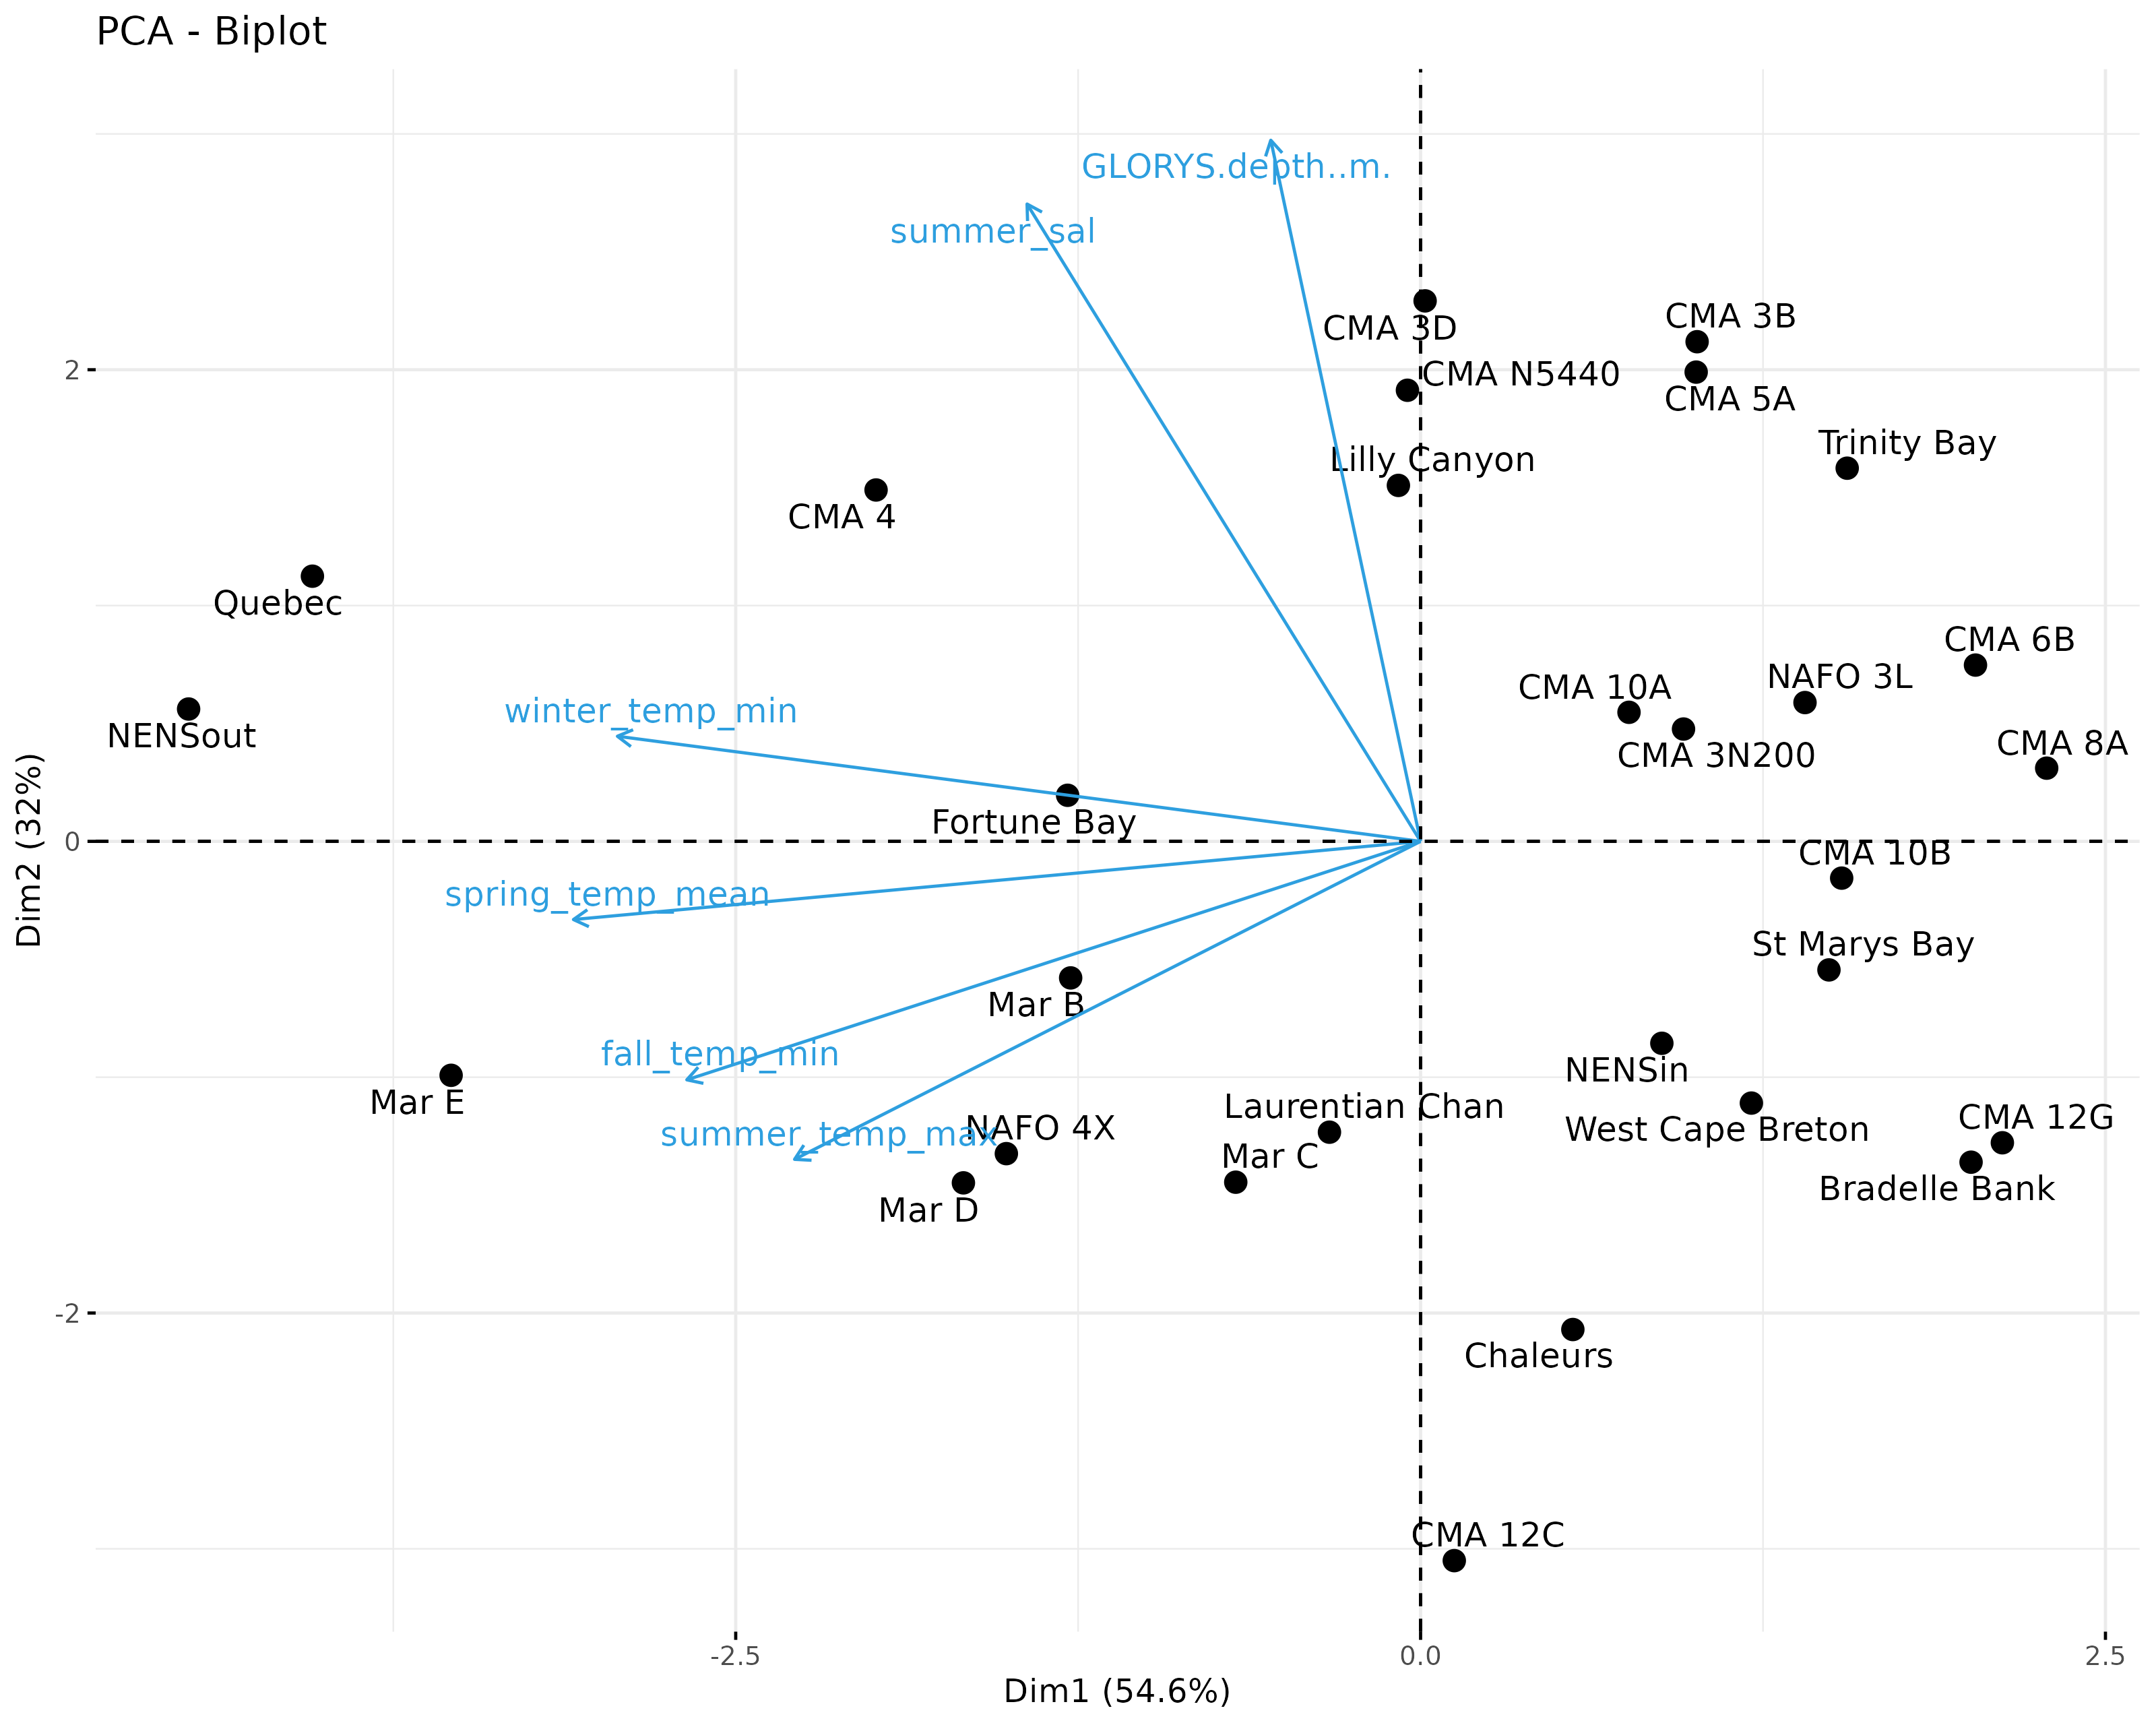 PCA - Biplot
GLORYS.depth..m.
summer_sal
CMA 3D
CMA 3B
CMA N5440
CMA 5A
Trinity Bay
Lilly Canyon
CMA 4
Quebec
CMA 6B
NAFO 3L
CMA 10A
winter_temp_min
NENSout
CMA 8A
CMA 3N200
Fortune Bay
CMA 10B
spring_temp_mean
St Marys Bay
Mar B
fall_temp_min
NENSin
Mar E
Laurentian Chan
CMA 12G
NAFO 4X
West Cape Breton
summer_temp_max
Mar C
Bradelle Bank
Mar D
Chaleurs
CMA 12C
2
0
-2
Dim2 (32%)
-2.5
0.0
2.5
Dim1 (54.6%)